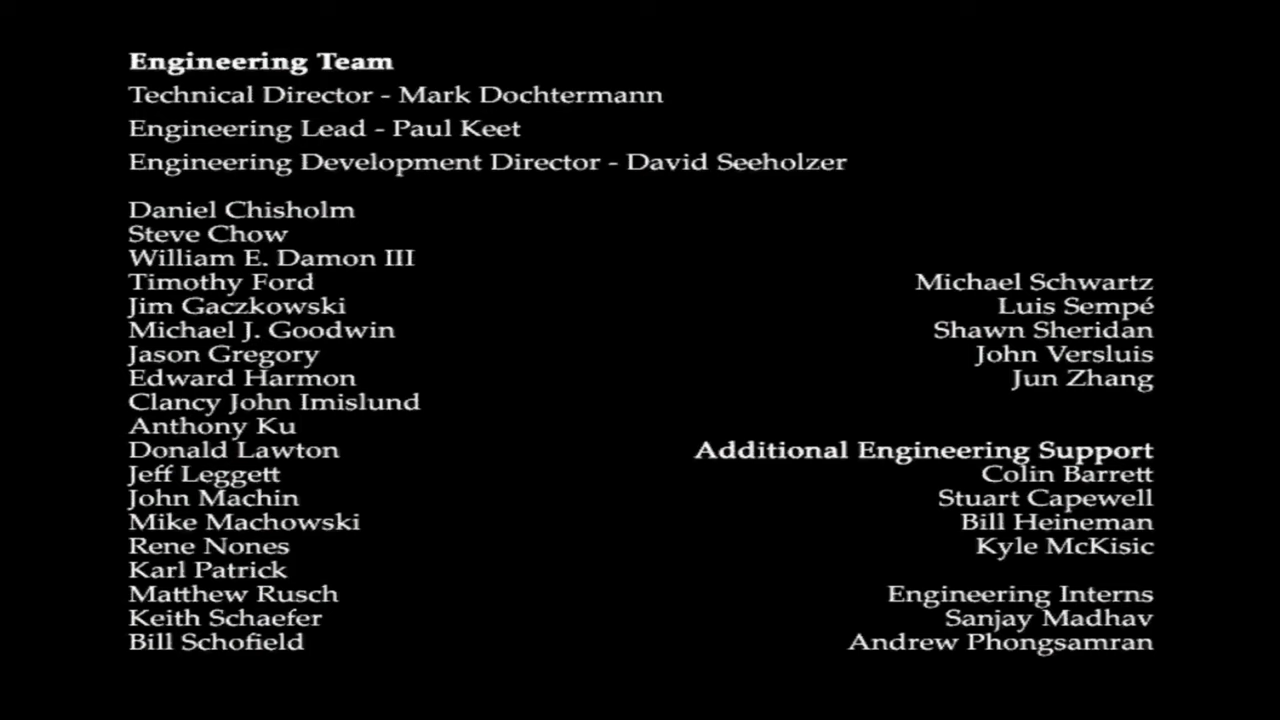 Engineering Team
Technical Director - Mark Dochtermann
Engineering Lead - Paul Keet
Engineering Development Director - David Seeholzer
Daniel Chisholm
Steve Chow
William E. Damon III
Timothy Ford
Jim Gaczkowski
Michael J. Goodwin
Jason Gregory
Edward Harmon
Clancy John Imislund
Anthony Ku
Donald Lawton
Jeff Leggett
John Machin
Mike Machowski
Rene Nones
Karl Patrick
Matthew Rusch
Keith Schaefer
Bill Schofield
Michael Schwartz
Luis Sempé
Shawn Sheridan
John Versluis
Jun Zhang
Additional Engineering Support
Colin Barrett
Stuart Capewell
Bill Heineman
Kyle McKisic
Engineering Interns
Sanjay Madhav
Andrew Phongsamran